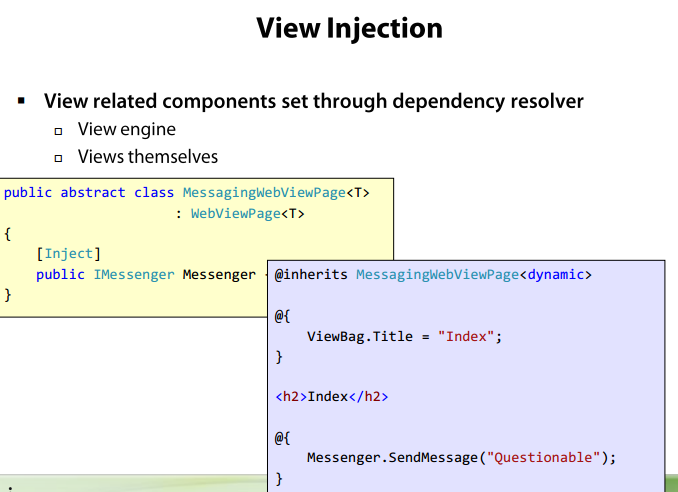 View Injection
▪ View related components set through dependency resolver
▫ View engine
▫ Views themselves
public abstract class MessagingWebViewPage<T>
: WebViewPage<T>
{
[Inject]
public IMessenger Messenger
}
@inherits MessagingWebViewPage<dynamic>
@{
ViewBag.Title = "Index";
}
<h2>Index</h2>
@{
Messenger.SendMessage("Questionable");
}